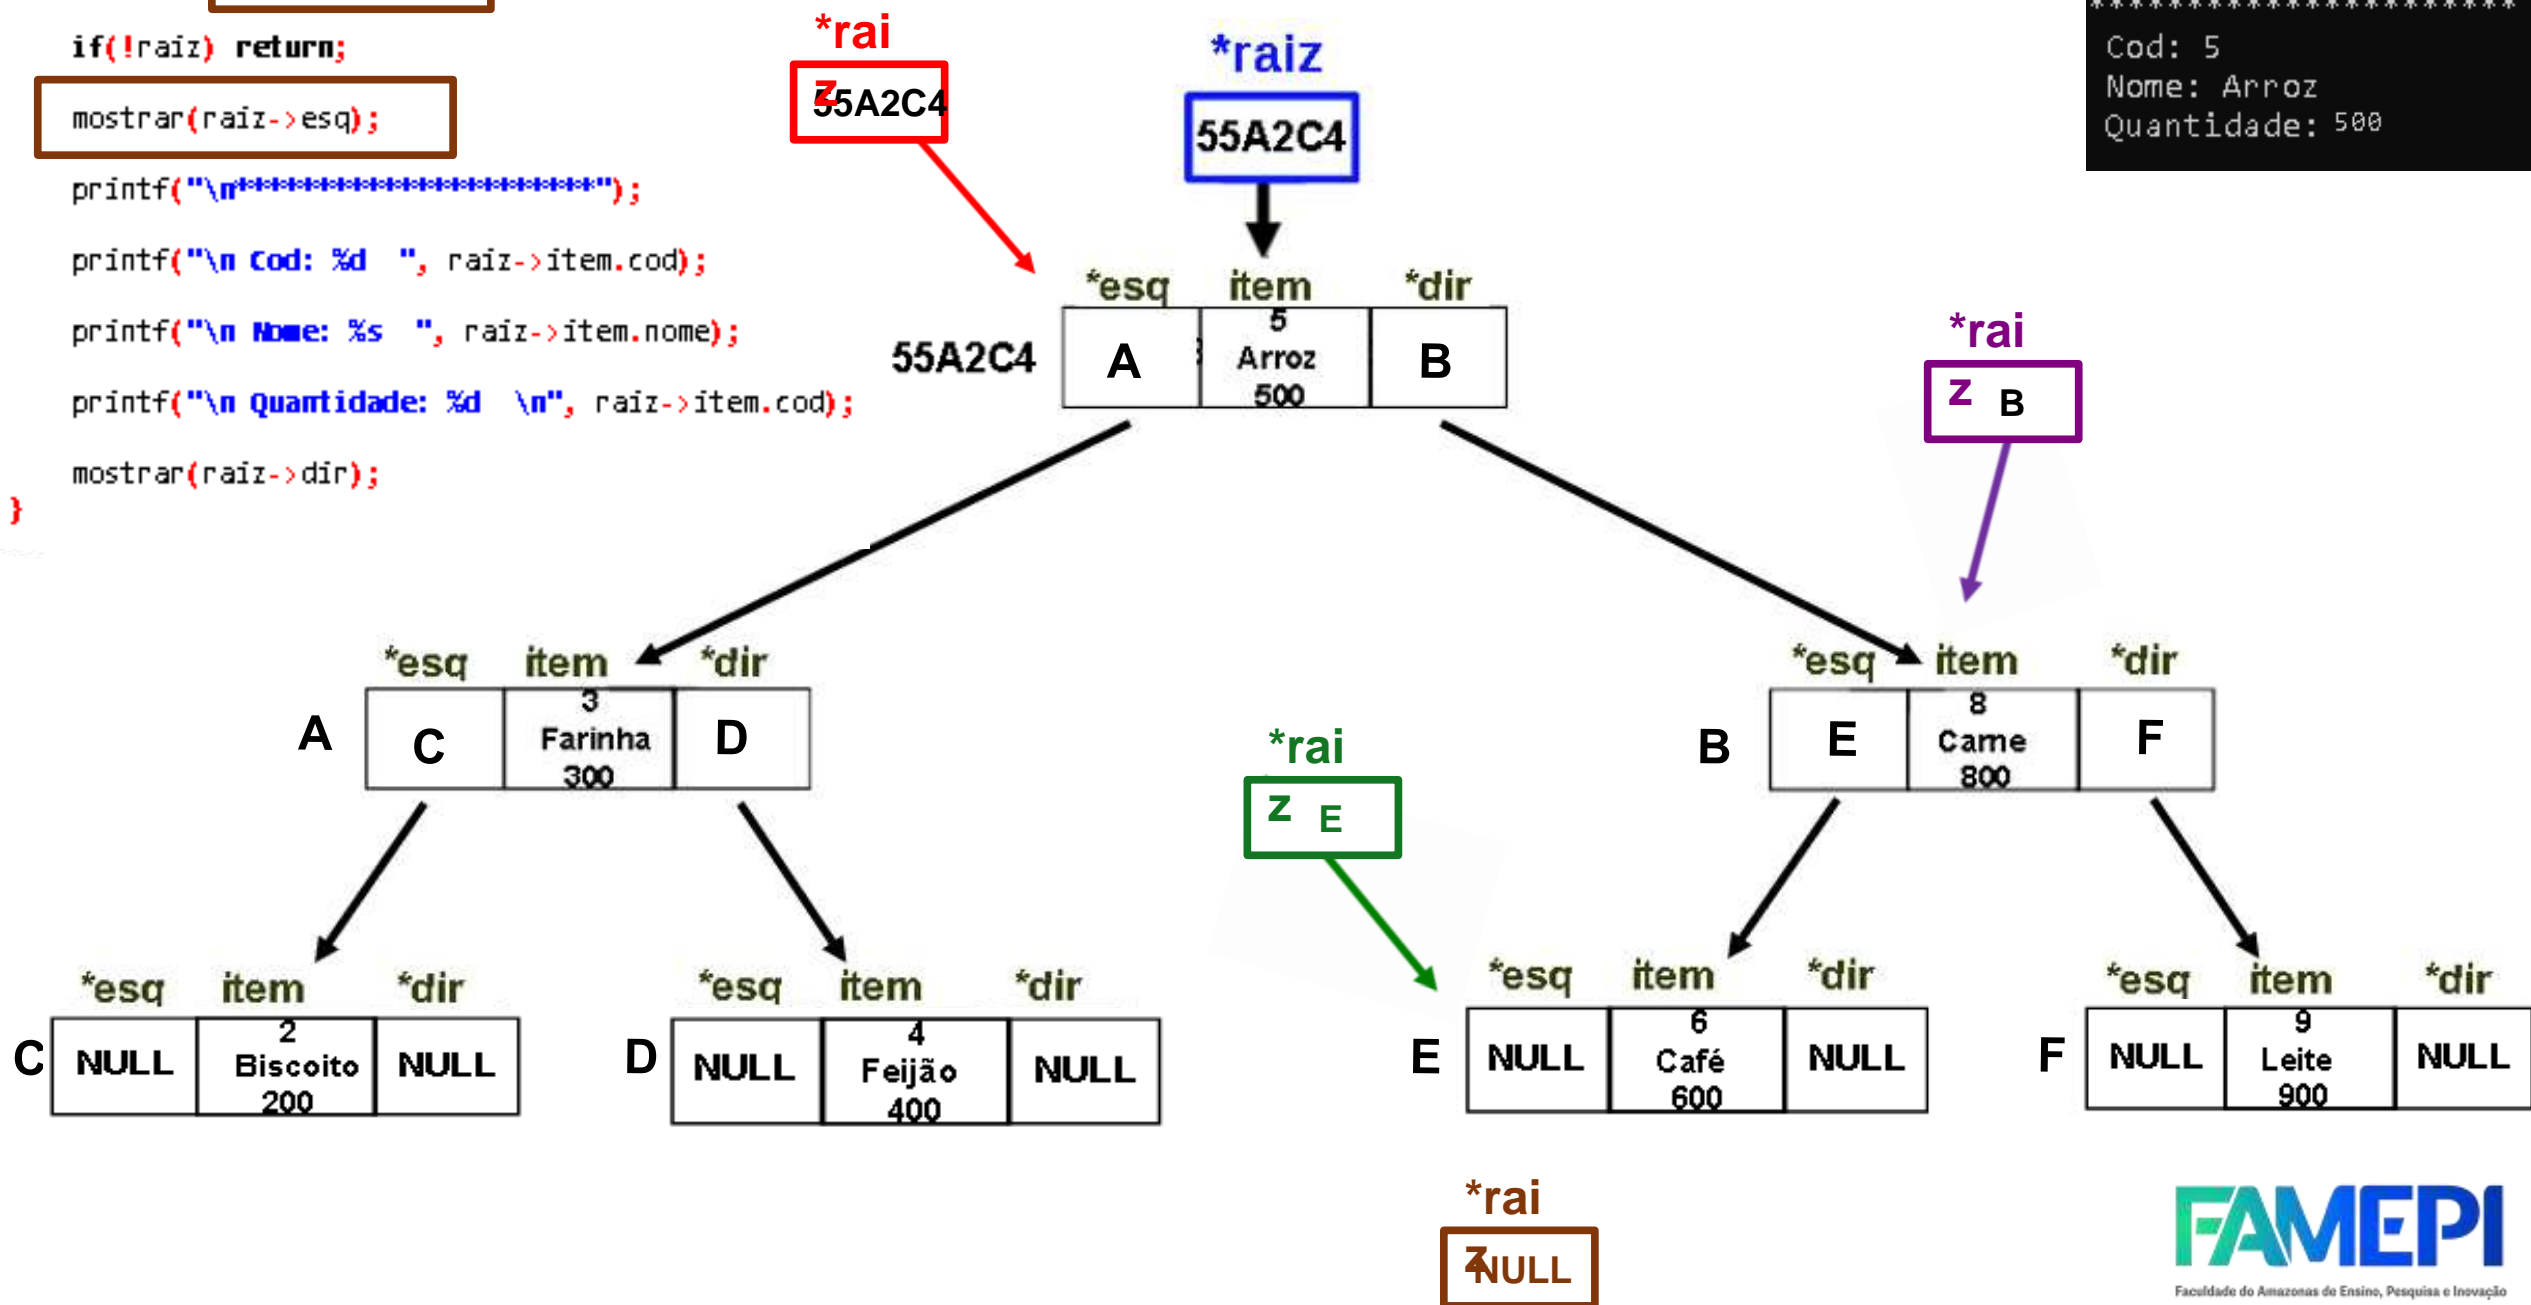 if(!raiz) return;
mostrar(raiz->esq);
printf("\n**********************");
printf("\n Cod: %d  ", raiz->item.cod);
printf("\n Nome: %s  ", raiz->item.nome);
printf("\n Quantidade: %d  \n", raiz->item.cod);
mostrar(raiz->dir);
}
*rai
z
55A2C4
*raiz
55A2C4
**********************
Cod: 5
Nome: Arroz
Quantidade: 500
*esq item *dir
55A2C4
A
5
Arroz
500
B
*rai
z B
*esq item *dir
A
C
3
Farinha
300
D
*rai
z E
*esq item *dir
B
E
8
Carne
800
F
*esq item *dir
C
NULL
2
Biscoito
200
NULL
*esq item *dir
D
NULL
4
Feijão
400
NULL
*esq item *dir
E
NULL
6
Café
600
NULL
*esq item *dir
F
NULL
9
Leite
900
NULL
*rai
z
NULL
FAMEPI
Faculdade do Amazonas de Ensino, Pesquisa e Inovação